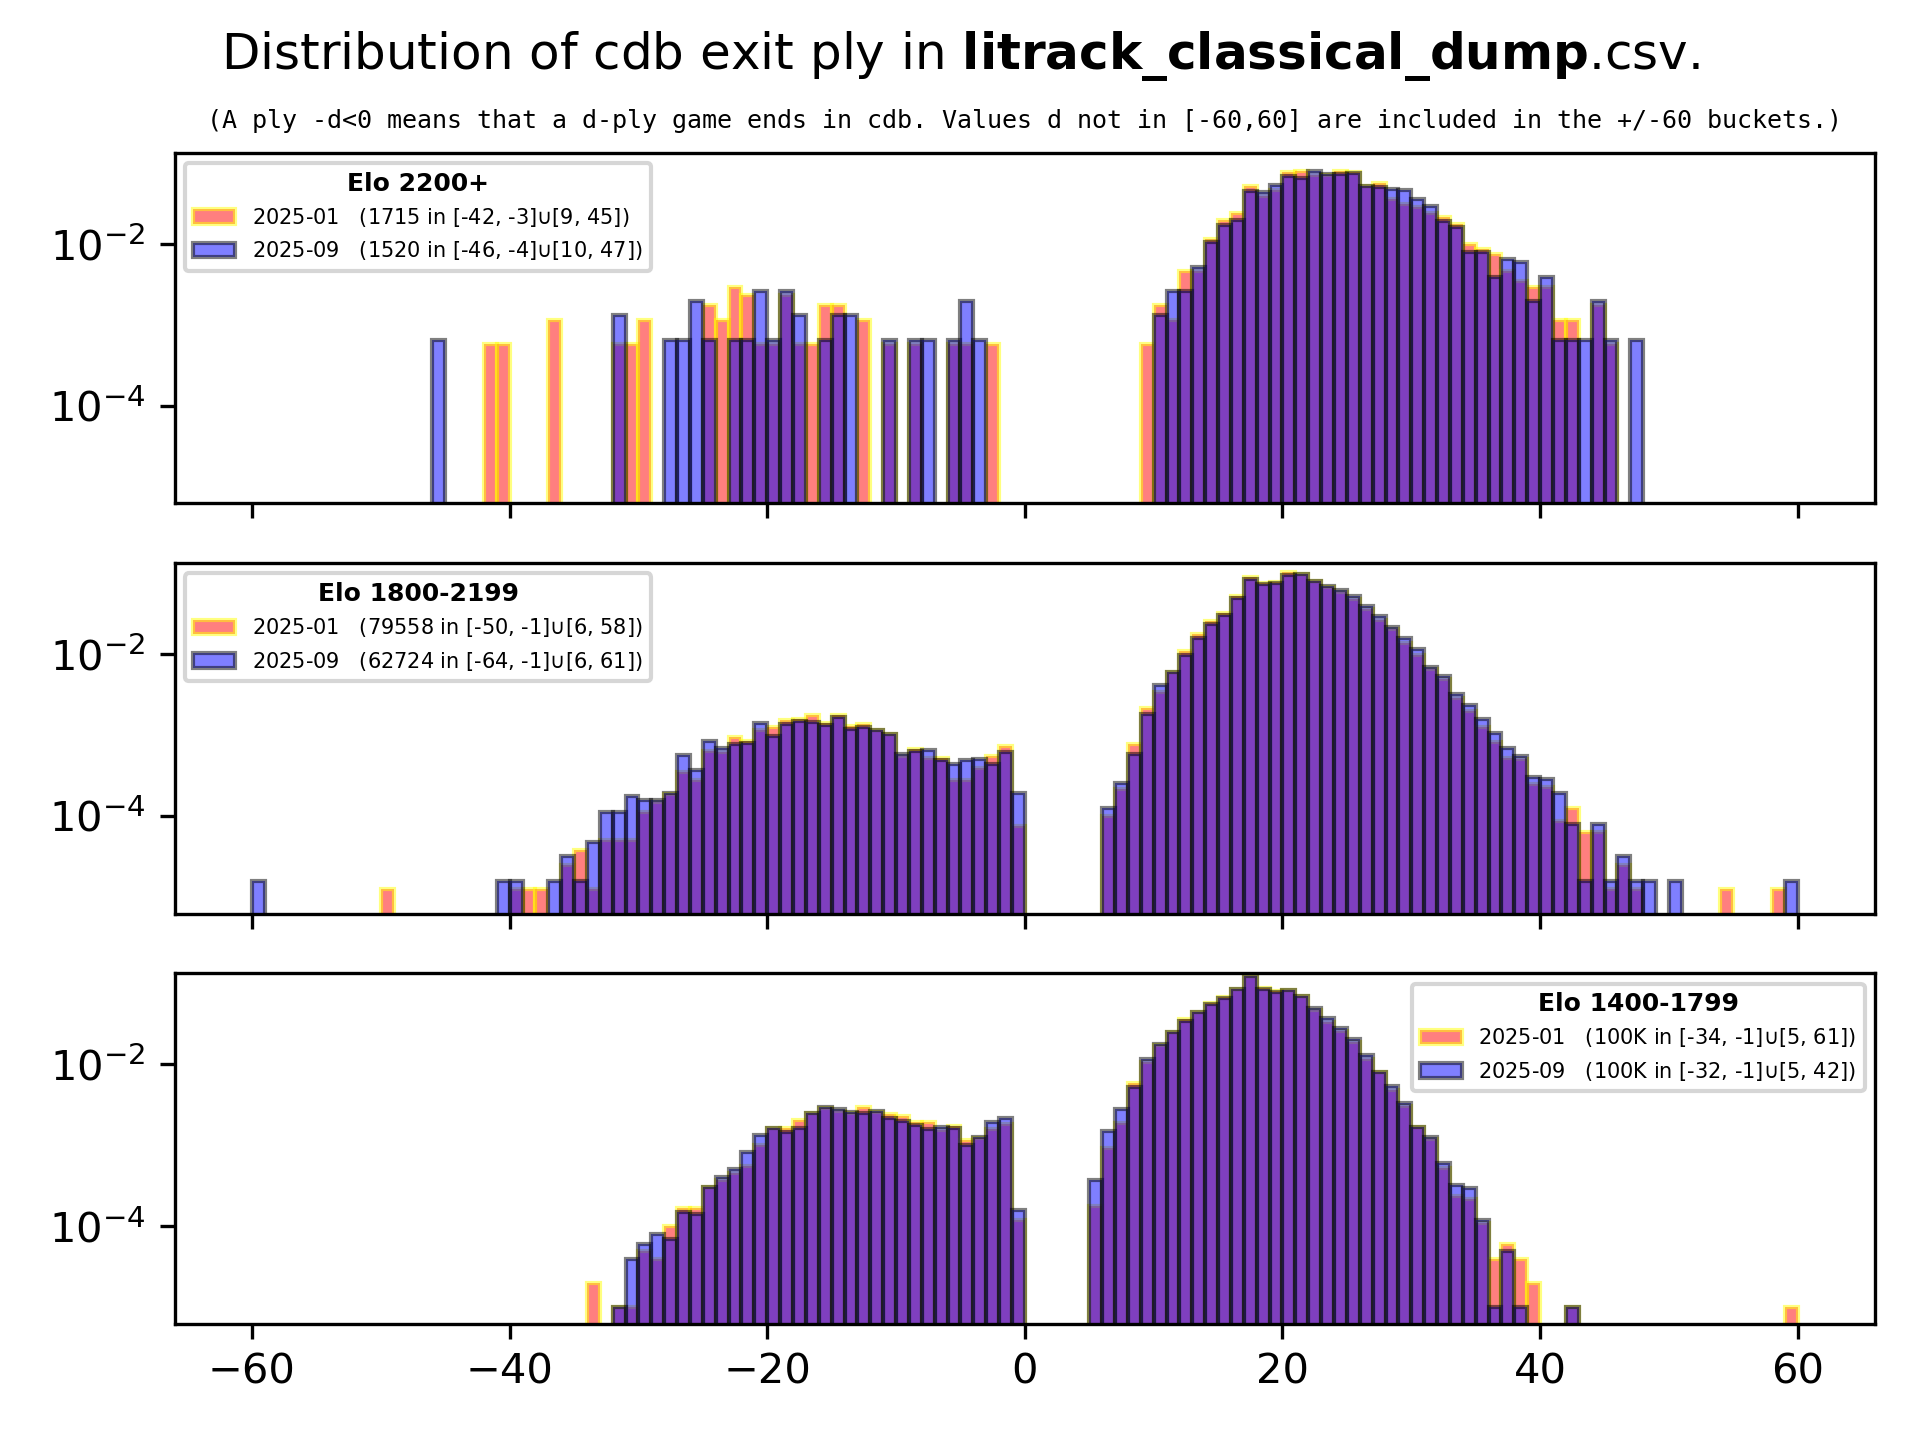 Distribution of cdb exit ply in litrack_classical_dump.csv.
(A ply -d<0 means that a d-ply game ends in cdb. Values d not in [-60,60] are included in the +/-60 buckets.)
Elo 2200+
2025-01 (1715 in [-42, -3]∪[9, 45])
2025-09 (1520 in [-46, -4]∪[10, 47])
10⁻²
10⁻⁴
Elo 1800-2199
2025-01 (79558 in [-50, -1]∪[6, 58])
2025-09 (62724 in [-64, -1]∪[6, 61])
10⁻²
10⁻⁴
Elo 1400-1799
2025-01 (100K in [-34, -1]∪[5, 61])
2025-09 (100K in [-32, -1]∪[5, 42])
10⁻²
10⁻⁴
−60 −40 −20 0 20 40 60